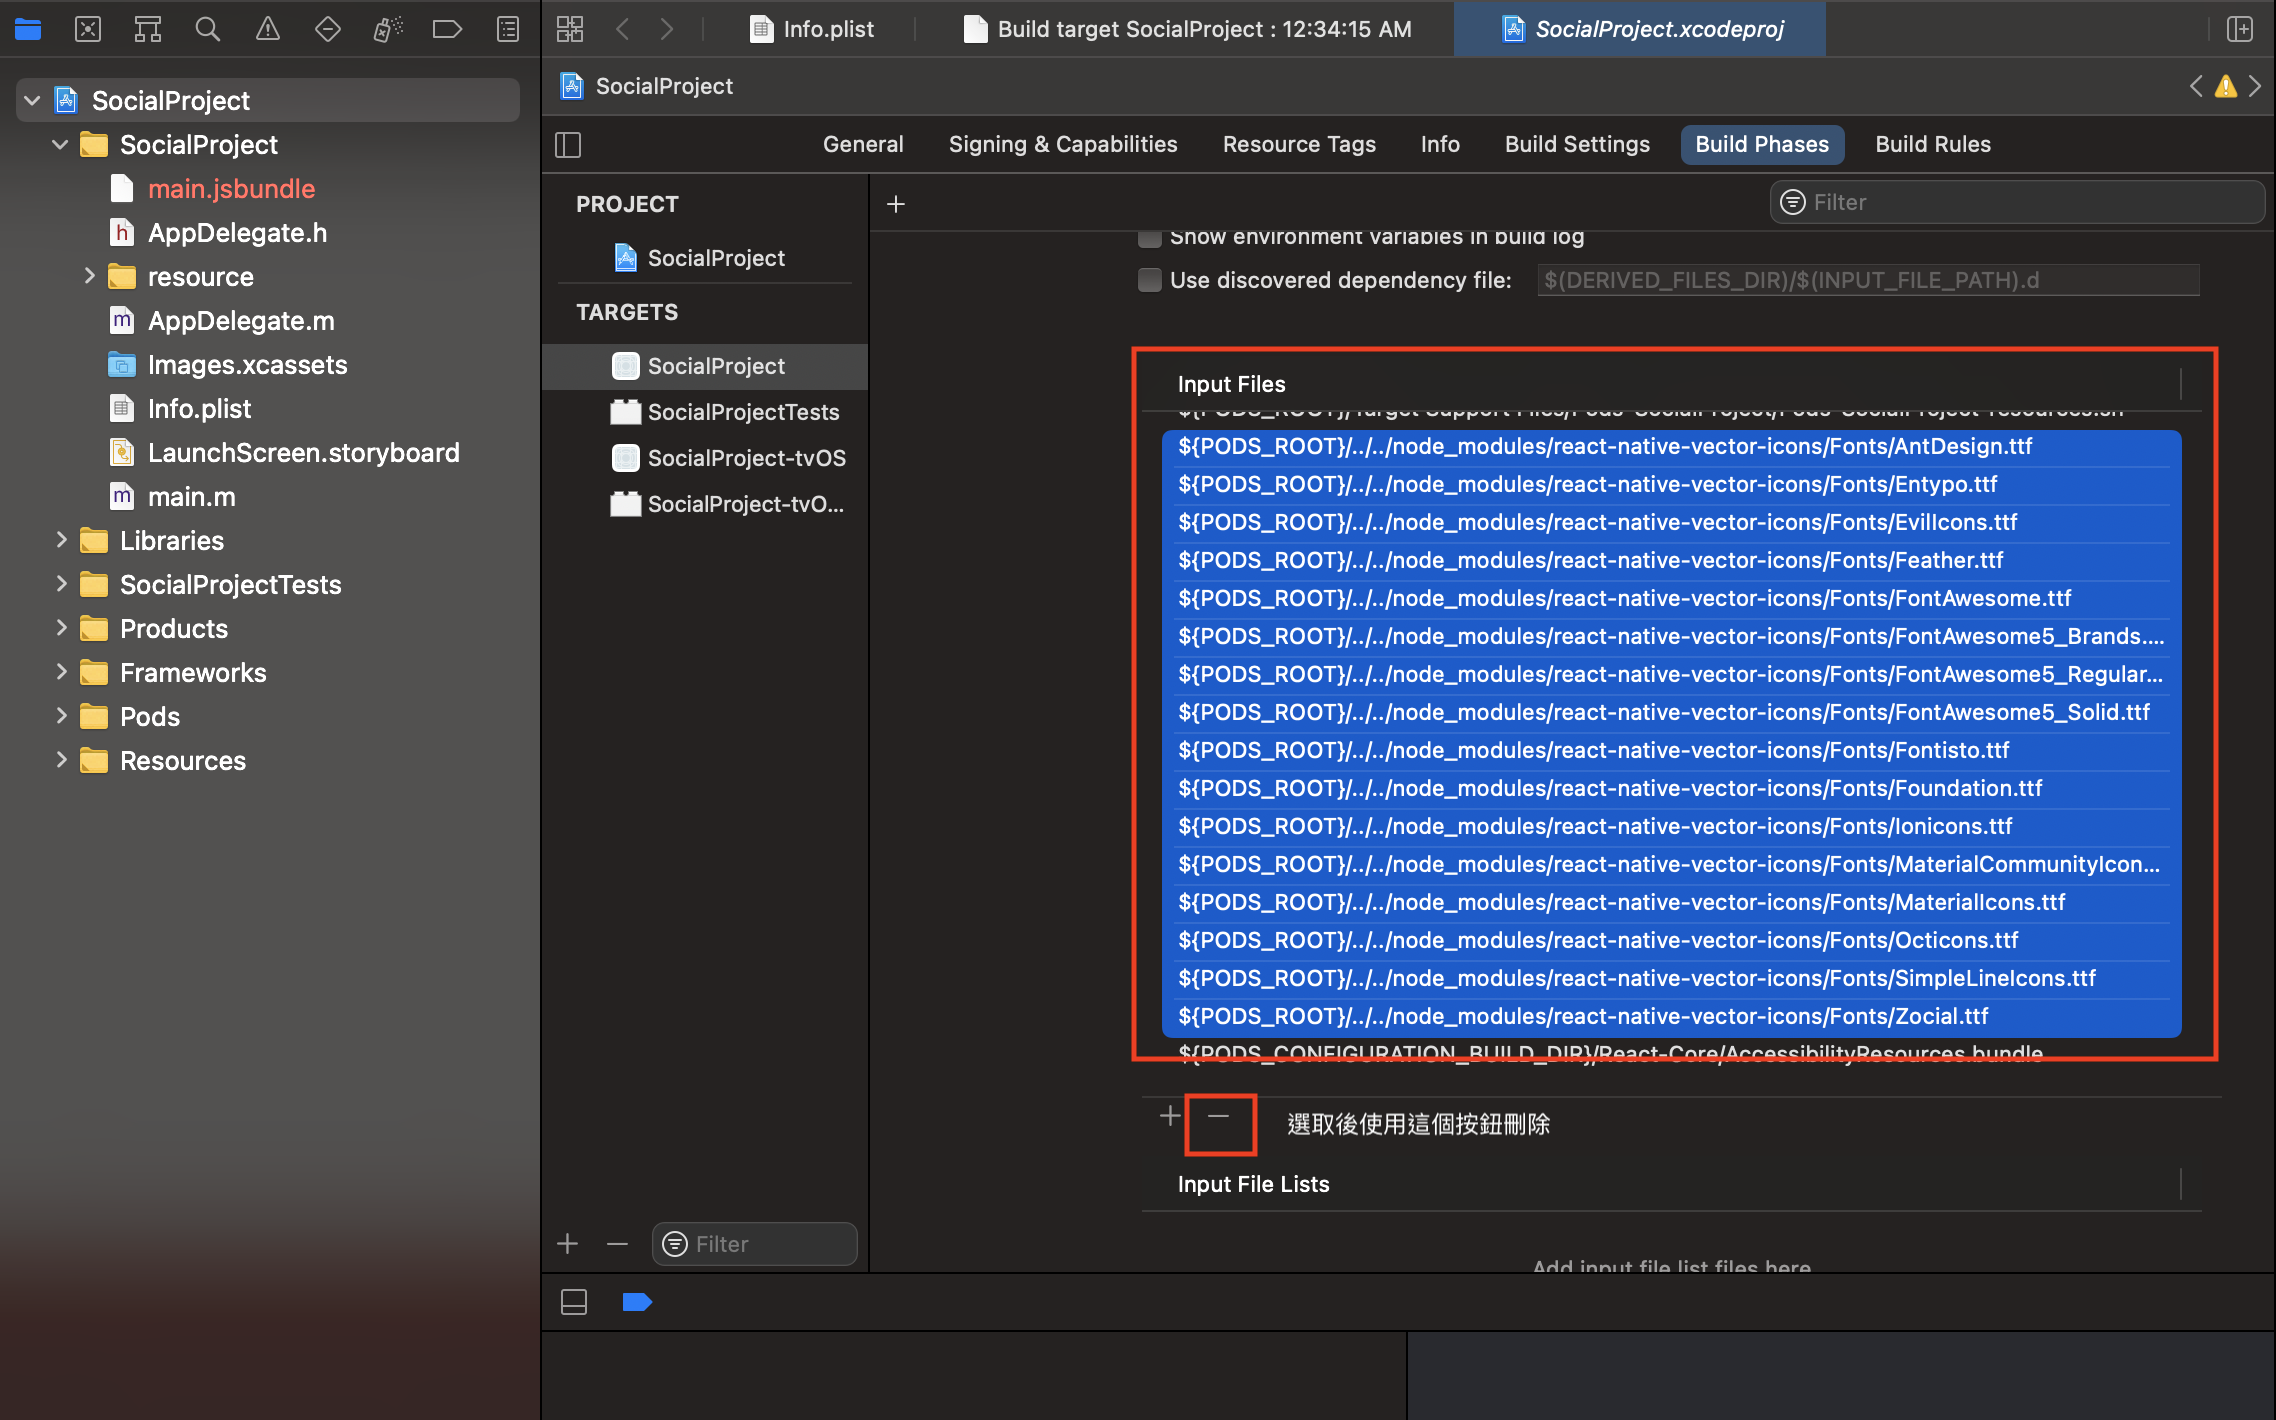 Info.plist
Build target SocialProject : 12:34:15 AM
SocialProject.xcodeproj
SocialProject
SocialProject
main.jsbundle
AppDelegate.h
resource
AppDelegate.m
Images.xcassets
Info.plist
LaunchScreen.storyboard
main.m
Libraries
SocialProjectTests
Products
Frameworks
Pods
Resources
SocialProject
General
Signing & Capabilities
Resource Tags
Info
Build Settings
Build Phases
Build Rules
PROJECT
SocialProject
TARGETS
SocialProject
SocialProjectTests
SocialProject-tvOS
SocialProject-tvO...
Filter
Filter
Show environment variables in build log
Use discovered dependency file:
$(DERIVED_FILES_DIR)/$(INPUT_FILE_PATH).d
Input Files
${PODS_ROOT}/Target Support Files/Pods-SocialProject/Pods-SocialProject-resources.sh
${PODS_ROOT}/../../node_modules/react-native-vector-icons/Fonts/AntDesign.ttf
${PODS_ROOT}/../../node_modules/react-native-vector-icons/Fonts/Entypo.ttf
${PODS_ROOT}/../../node_modules/react-native-vector-icons/Fonts/EvilIcons.ttf
${PODS_ROOT}/../../node_modules/react-native-vector-icons/Fonts/Feather.ttf
${PODS_ROOT}/../../node_modules/react-native-vector-icons/Fonts/FontAwesome.ttf
${PODS_ROOT}/../../node_modules/react-native-vector-icons/Fonts/FontAwesome5_Brands....
${PODS_ROOT}/../../node_modules/react-native-vector-icons/Fonts/FontAwesome5_Regular...
${PODS_ROOT}/../../node_modules/react-native-vector-icons/Fonts/FontAwesome5_Solid.ttf
${PODS_ROOT}/../../node_modules/react-native-vector-icons/Fonts/Fontisto.ttf
${PODS_ROOT}/../../node_modules/react-native-vector-icons/Fonts/Foundation.ttf
${PODS_ROOT}/../../node_modules/react-native-vector-icons/Fonts/Ionicons.ttf
${PODS_ROOT}/../../node_modules/react-native-vector-icons/Fonts/MaterialCommunityIcon...
${PODS_ROOT}/../../node_modules/react-native-vector-icons/Fonts/MaterialIcons.ttf
${PODS_ROOT}/../../node_modules/react-native-vector-icons/Fonts/Octicons.ttf
${PODS_ROOT}/../../node_modules/react-native-vector-icons/Fonts/SimpleLineIcons.ttf
${PODS_ROOT}/../../node_modules/react-native-vector-icons/Fonts/Zocial.ttf
${PODS_CONFIGURATION_BUILD_DIR}/React-Core/AccessibilityResources.bundle
選取後使用這個按鈕刪除
Input File Lists
Add input file list files here